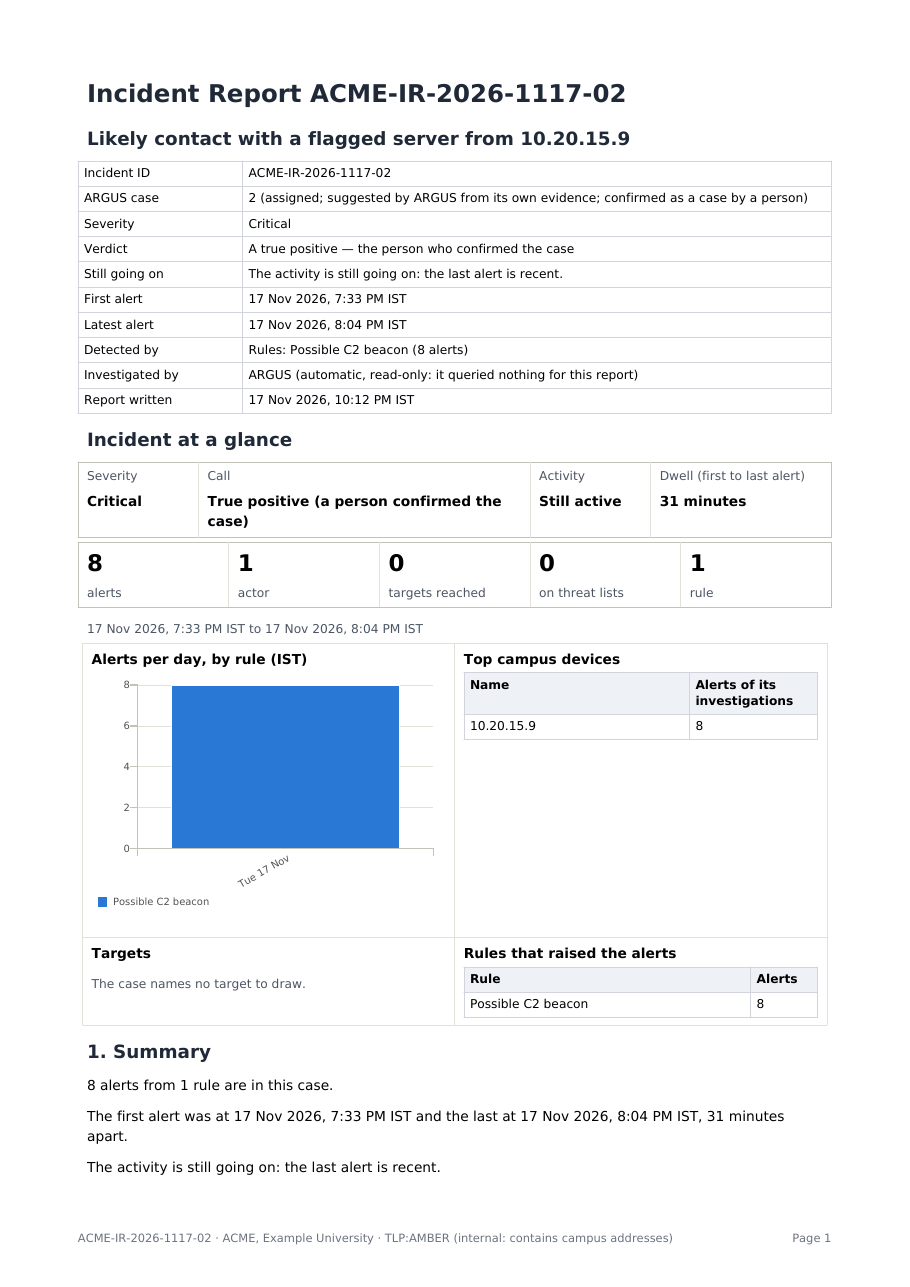 Incident Report ACME-IR-2026-1117-02
Likely contact with a flagged server from 10.20.15.9
Incident ID ACME-IR-2026-1117-02
ARGUS case 2 (assigned; suggested by ARGUS from its own evidence; confirmed as a case by a person)
Severity Critical
Verdict A true positive — the person who confirmed the case
Still going on The activity is still going on: the last alert is recent.
First alert 17 Nov 2026, 7:33 PM IST
Latest alert 17 Nov 2026, 8:04 PM IST
Detected by Rules: Possible C2 beacon (8 alerts)
Investigated by ARGUS (automatic, read-only: it queried nothing for this report)
Report written 17 Nov 2026, 10:12 PM IST
Incident at a glance
Severity Call Activity Dwell (first to last alert)
Critical True positive (a person confirmed the Still active 31 minutes
case)
8 1 0 0 1
alerts actor targets reached on threat lists rule
17 Nov 2026, 7:33 PM IST to 17 Nov 2026, 8:04 PM IST
Alerts per day, by rule (IST)
8
6
4
2
0
Tue 17 Nov
Possible C2 beacon
Top campus devices
Name Alerts of its
investigations
10.20.15.9 8
Targets
The case names no target to draw.
Rules that raised the alerts
Rule Alerts
Possible C2 beacon 8
1. Summary
8 alerts from 1 rule are in this case.
The first alert was at 17 Nov 2026, 7:33 PM IST and the last at 17 Nov 2026, 8:04 PM IST, 31 minutes
apart.
The activity is still going on: the last alert is recent.
ACME-IR-2026-1117-02 · ACME, Example University · TLP:AMBER (internal: contains campus addresses) Page 1